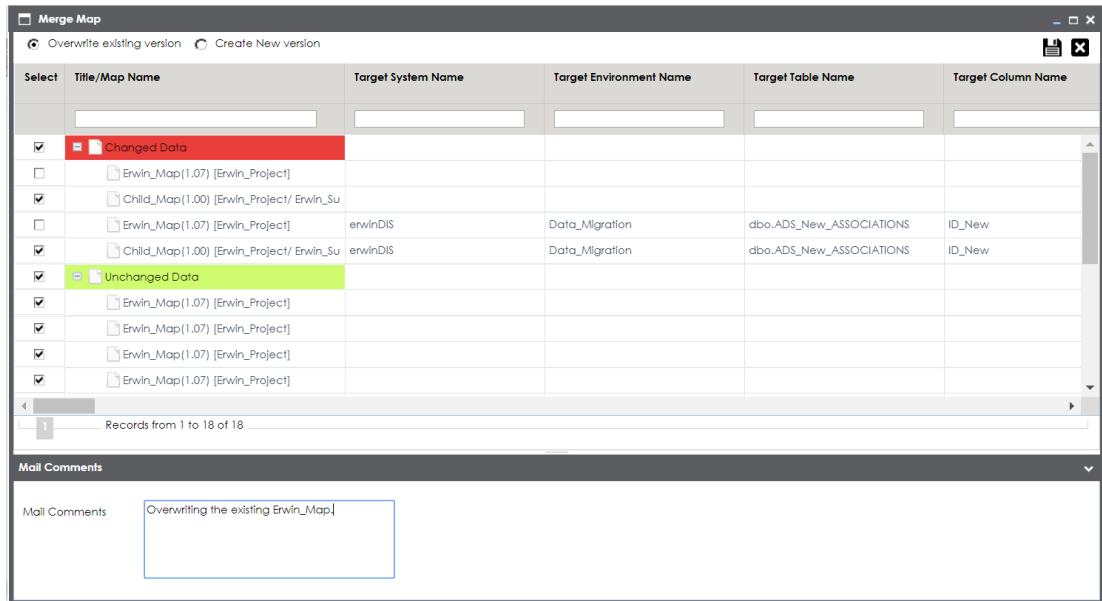 Merge Map
Overwrite existing version Create New version
Select Title/Map Name Target System Name Target Environment Name Target Table Name Target Column Name
Changed Data
Erwin_Map(1.07) [Erwin_Project]
Child_Map(1.00) [Erwin_Project/ Erwin_Su
Erwin_Map(1.07) [Erwin_Project] erwinDIS Data_Migration dbo.ADS_New_ASSOCIATIONS ID_New
Child_Map(1.00) [Erwin_Project/ Erwin_Su erwinDIS Data_Migration dbo.ADS_New_ASSOCIATIONS ID_New
Unchanged Data
Erwin_Map(1.07) [Erwin_Project]
Erwin_Map(1.07) [Erwin_Project]
Erwin_Map(1.07) [Erwin_Project]
Erwin_Map(1.07) [Erwin_Project]
1 Records from 1 to 18 of 18
Mail Comments
Mail Comments Overwriting the existing Erwin_Map.